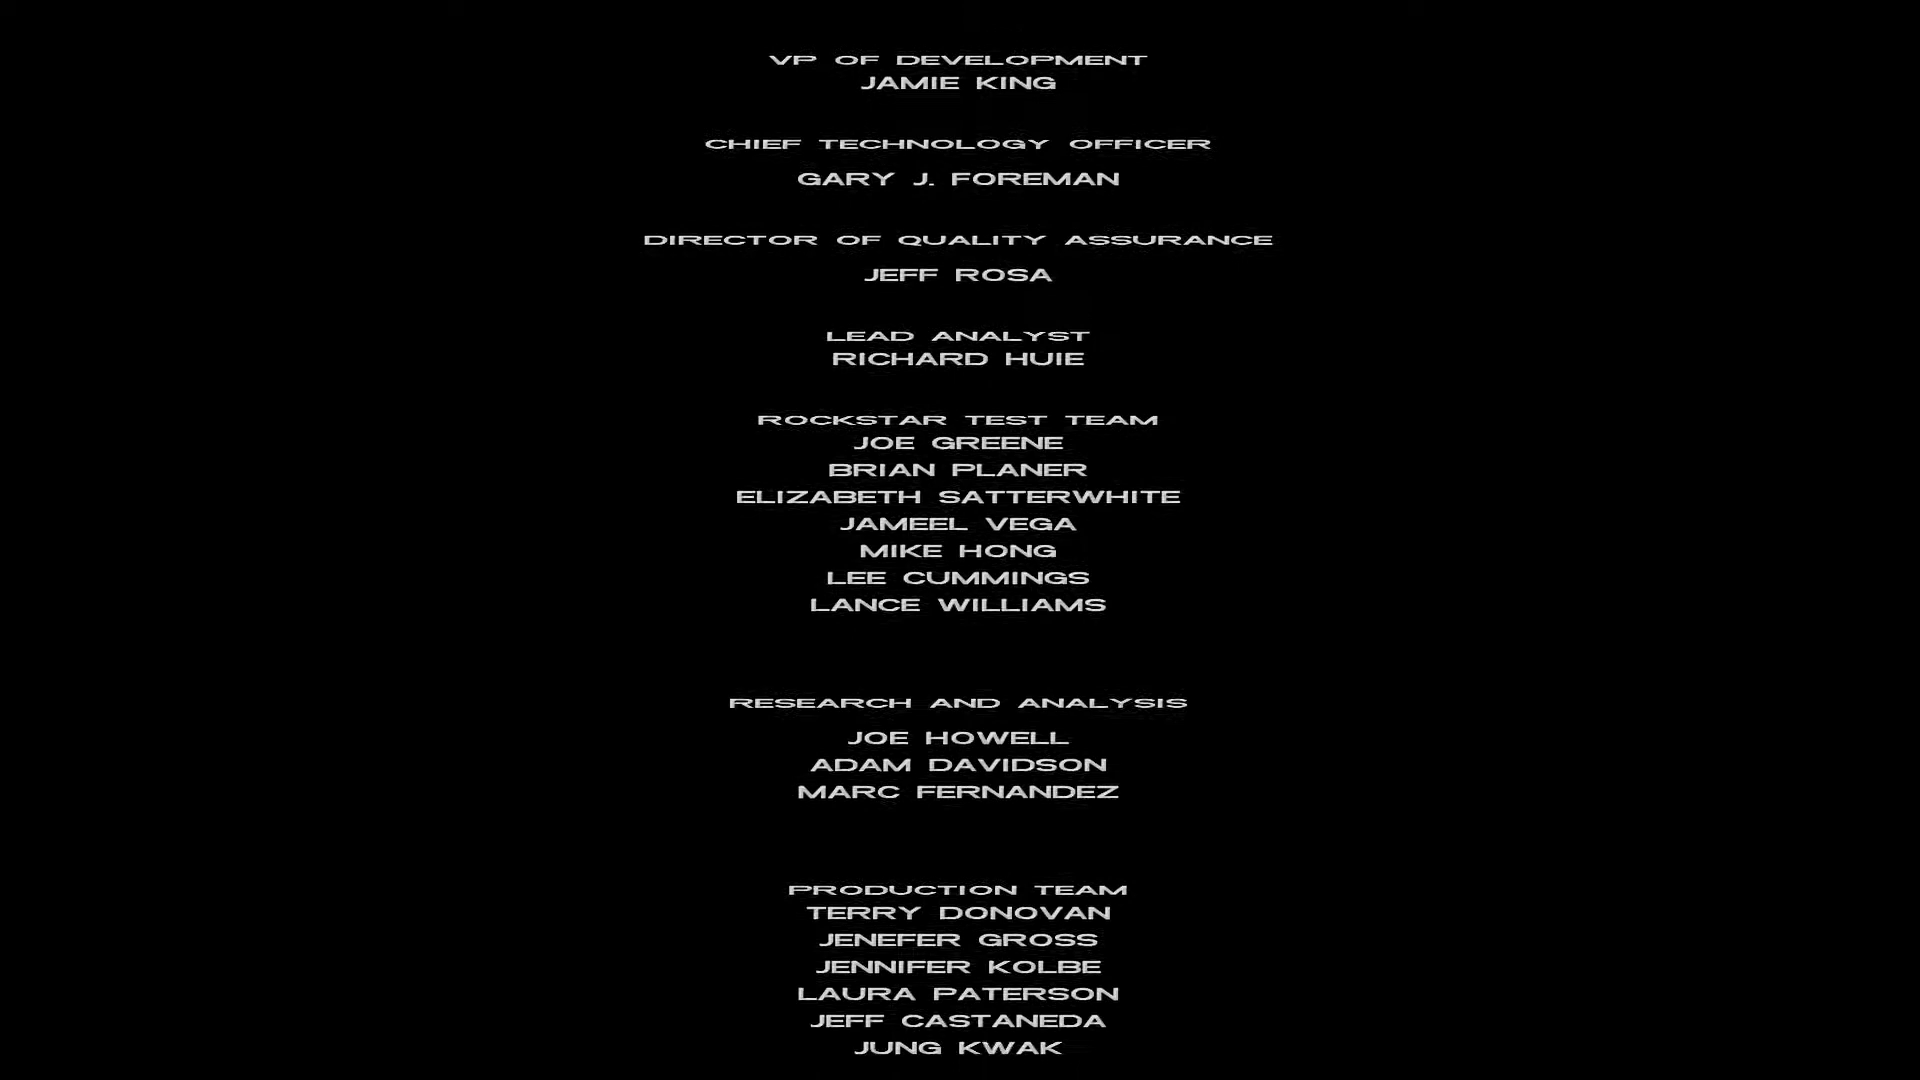 VP OF DEVELOPMENT
JAMIE KING
CHIEF TECHNOLOGY OFFICER
GARY J. FOREMAN
DIRECTOR OF QUALITY ASSURANCE
JEFF ROSA
LEAD ANALYST
RICHARD HUIE
ROCKSTAR TEST TEAM
JOE GREENE
BRIAN PLANER
ELIZABETH SATTERWHITE
JAMEEL VEGA
MIKE HONG
LEE CUMMINGS
LANCE WILLIAMS
RESEARCH AND ANALYSIS
JOE HOWELL
ADAM DAVIDSON
MARC FERNANDEZ
PRODUCTION TEAM
TERRY DONOVAN
JENEFER GROSS
JENNIFER KOLBE
LAURA PATERSON
JEFF CASTANEDA
JUNG KWAK